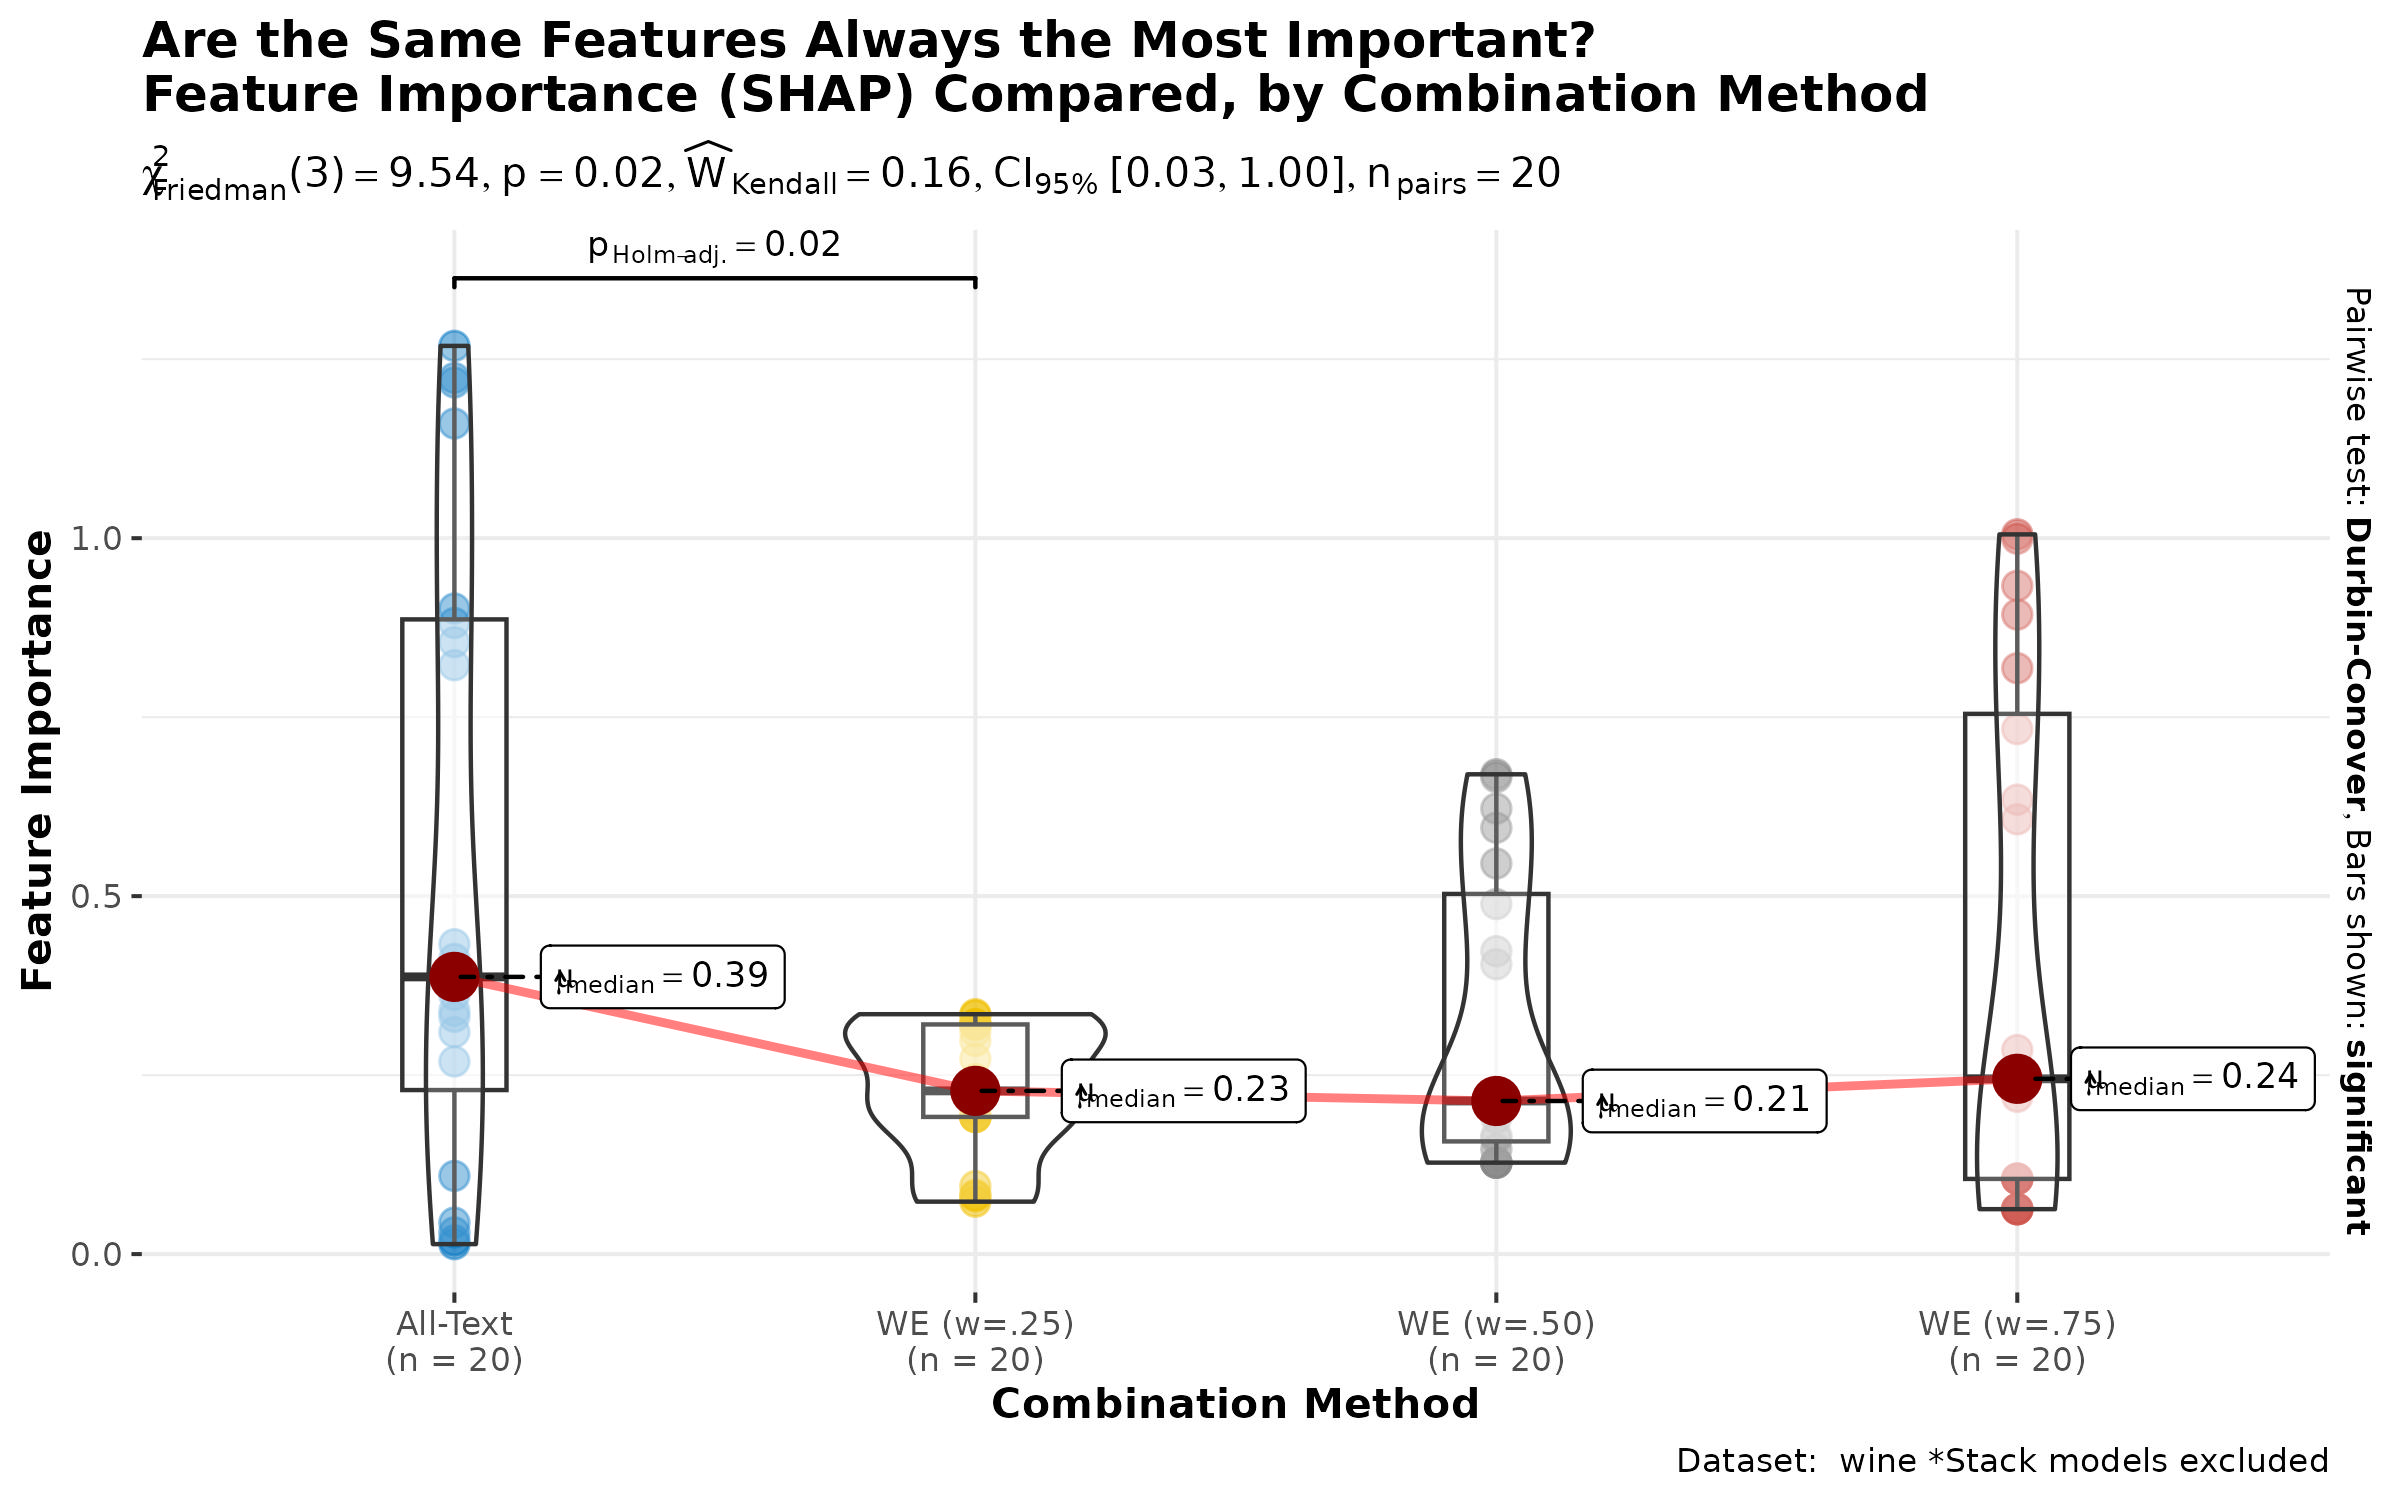 Are the Same Features Always the Most Important?
Feature Importance (SHAP) Compared, by Combination Method
χ²Friedman(3) = 9.54, p = 0.02, ŴKendall = 0.16, CI95% [0.03, 1.00], npairs = 20
pHolm-adj. = 0.02
Feature Importance
1.0
0.5
0.0
μ̂median = 0.39
μ̂median = 0.23
μ̂median = 0.21
μ̂median = 0.24
Pairwise test: Durbin-Conover, Bars shown: significant
All-Text
(n = 20)
WE (w=.25)
(n = 20)
WE (w=.50)
(n = 20)
WE (w=.75)
(n = 20)
Combination Method
Dataset:  wine *Stack models excluded